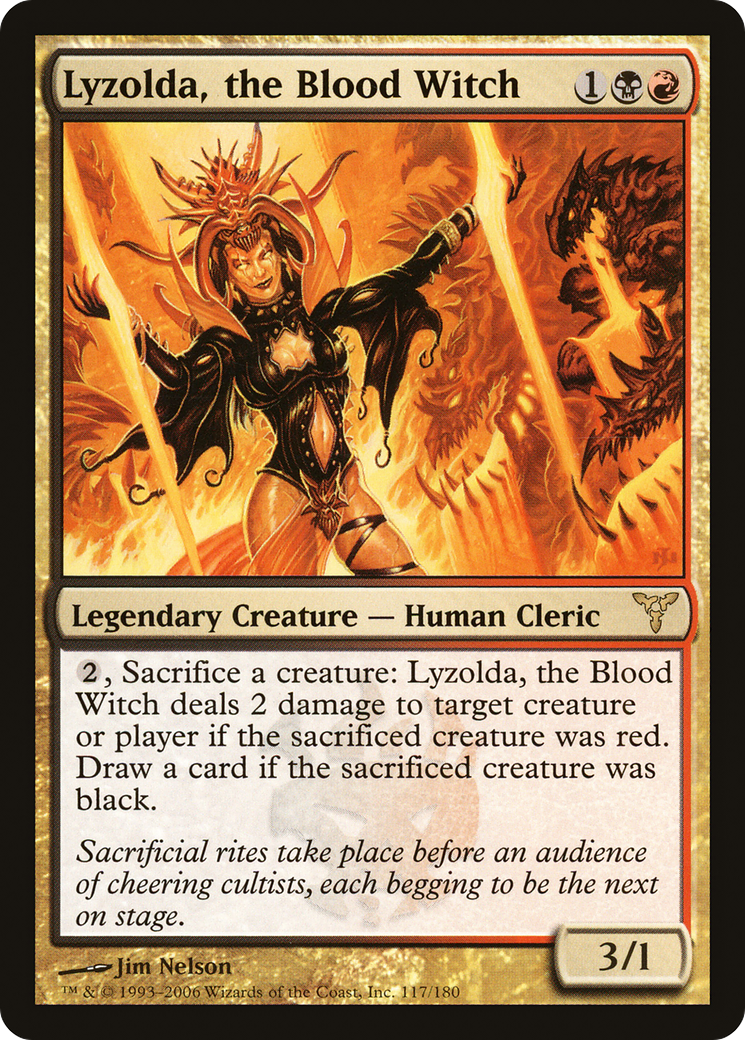 Lyzolda, the Blood Witch 1
Legendary Creature — Human Cleric
2, Sacrifice a creature: Lyzolda, the Blood
Witch deals 2 damage to target creature
or player if the sacrificed creature was red.
Draw a card if the sacrificed creature was
black.
Sacrificial rites take place before an audience
of cheering cultists, each begging to be the next
on stage.
3/1
Jim Nelson
™ & © 1993–2006 Wizards of the Coast, Inc. 117/180